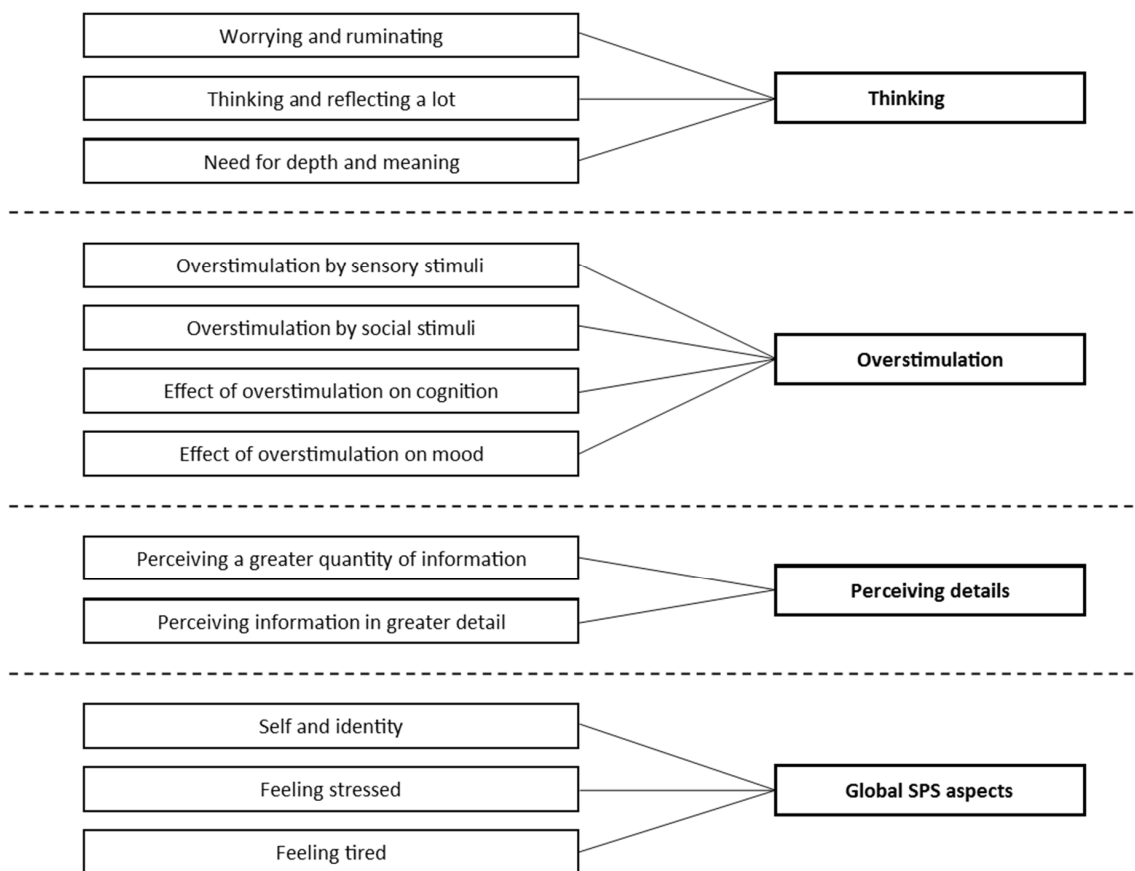 Worrying and ruminating
Thinking and reflecting a lot
Need for depth and meaning
Thinking
Overstimulation by sensory stimuli
Overstimulation by social stimuli
Effect of overstimulation on cognition
Effect of overstimulation on mood
Overstimulation
Perceiving a greater quantity of information
Perceiving information in greater detail
Perceiving details
Self and identity
Feeling stressed
Feeling tired
Global SPS aspects